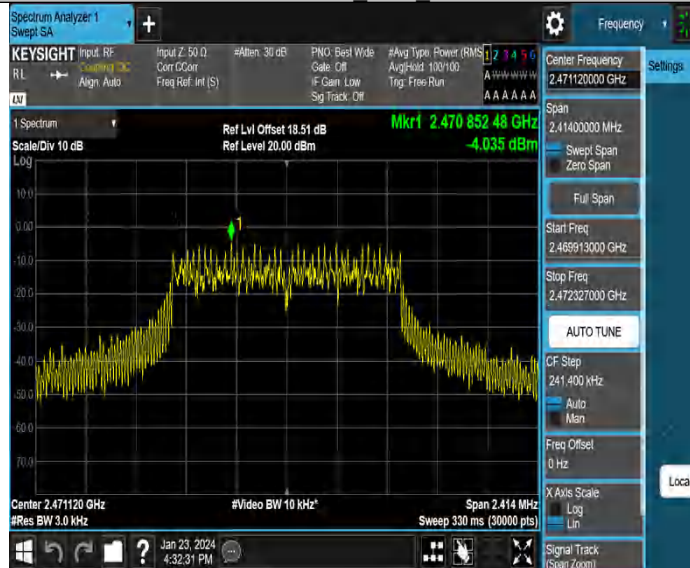 Spectrum Analyzer 1
Swept SA
+
Frequency
KEYSIGHT
RL
Input: RF
Coupling: DC
Align: Auto
Input Z: 50 Ω
Corr CCorr
Freq Ref: Int (S)
#Atten: 30 dB
PNO: Best Wide
Gate: Off
IF Gain: Low
Sig Track: Off
#Avg Type: Power (RMS)
Avg|Hold: 100/100
Trig: Free Run
1 2 3 4 5 6
A W W W W W
A A A A A A
LW
1 Spectrum
Scale/Div 10 dB
Log
Ref Lvl Offset 18.51 dB
Ref Level 20.00 dBm
Mkr1 2.470 852 48 GHz
-4.035 dBm
10.0
0.00
-10.0
-20.0
-30.0
-40.0
-50.0
-60.0
-70.0
1
Center 2.471120 GHz
#Res BW 3.0 kHz
#Video BW 10 kHz*
Span 2.414 MHz
Sweep 330 ms (30000 pts)
?
Jan 23, 2024
4:32:31 PM
Center Frequency
2.471120000 GHz
Settings
Span
2.41400000 MHz
Swept Span
Zero Span
Full Span
Start Freq
2.469913000 GHz
Stop Freq
2.472327000 GHz
AUTO TUNE
CF Step
241.400 kHz
Auto
Man
Freq Offset
0 Hz
X Axis Scale
Log
Lin
Loca
Signal Track
(Span Zoom)